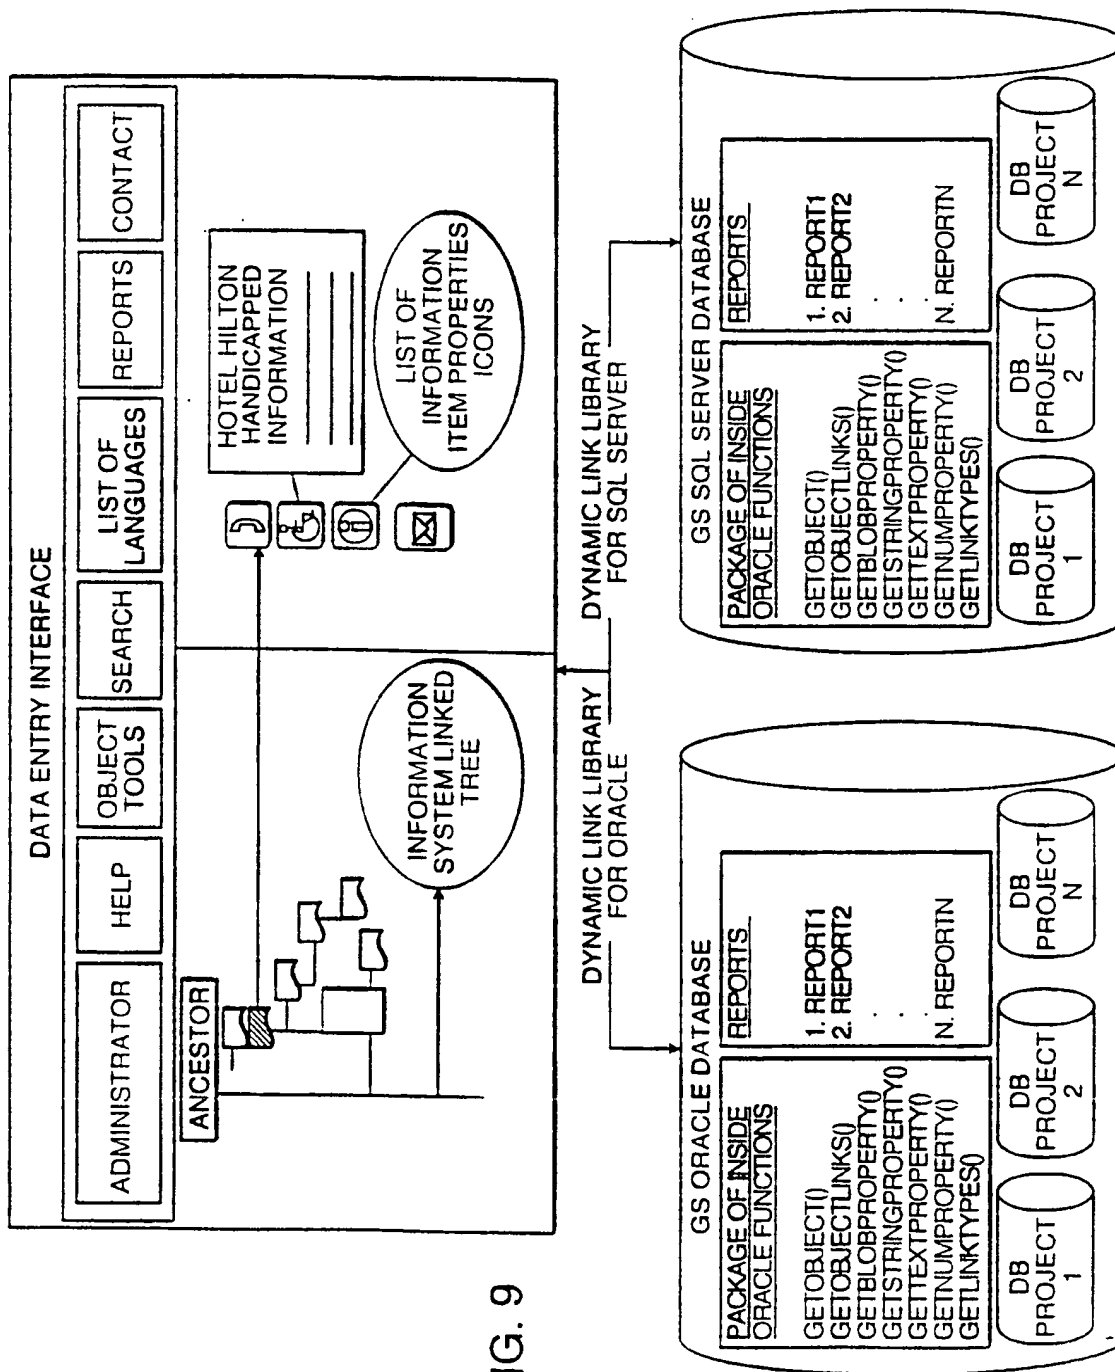 DATA ENTRY INTERFACE
ADMINISTRATOR
HELP
OBJECT
TOOLS
SEARCH
LIST OF
LANGUAGES
REPORTS
CONTACT
ANCESTOR
INFORMATION
SYSTEM LINKED
TREE
HOTEL HILTON
HANDICAPPED
INFORMATION
LIST OF
INFORMATION
ITEM PROPERTIES
ICONS
DYNAMIC LINK LIBRARY
FOR ORACLE
DYNAMIC LINK LIBRARY
FOR SQL SERVER
GS ORACLE DATABASE
PACKAGE OF INSIDE
ORACLE FUNCTIONS
GETOBJECT()
GETOBJECTLINKS()
GETBLOBPROPERTY()
GETSTRINGPROPERTY()
GETTEXTPROPERTY()
GETNUMPROPERTY()
GETLINKTYPES()
REPORTS
1. REPORT1
2. REPORT2
.
.
N. REPORTN
DB
PROJECT
1
DB
PROJECT
2
DB
PROJECT
N
GS SQL SERVER DATABASE
PACKAGE OF INSIDE
ORACLE FUNCTIONS
GETOBJECT()
GETOBJECTLINKS()
GETBLOBPROPERTY()
GETSTRINGPROPERTY()
GETTEXTPROPERTY()
GETNUMPROPERTY()
GETLINKTYPES()
REPORTS
1. REPORT1
2. REPORT2
.
.
N. REPORTN
DB
PROJECT
1
DB
PROJECT
2
DB
PROJECT
N
IG. 9